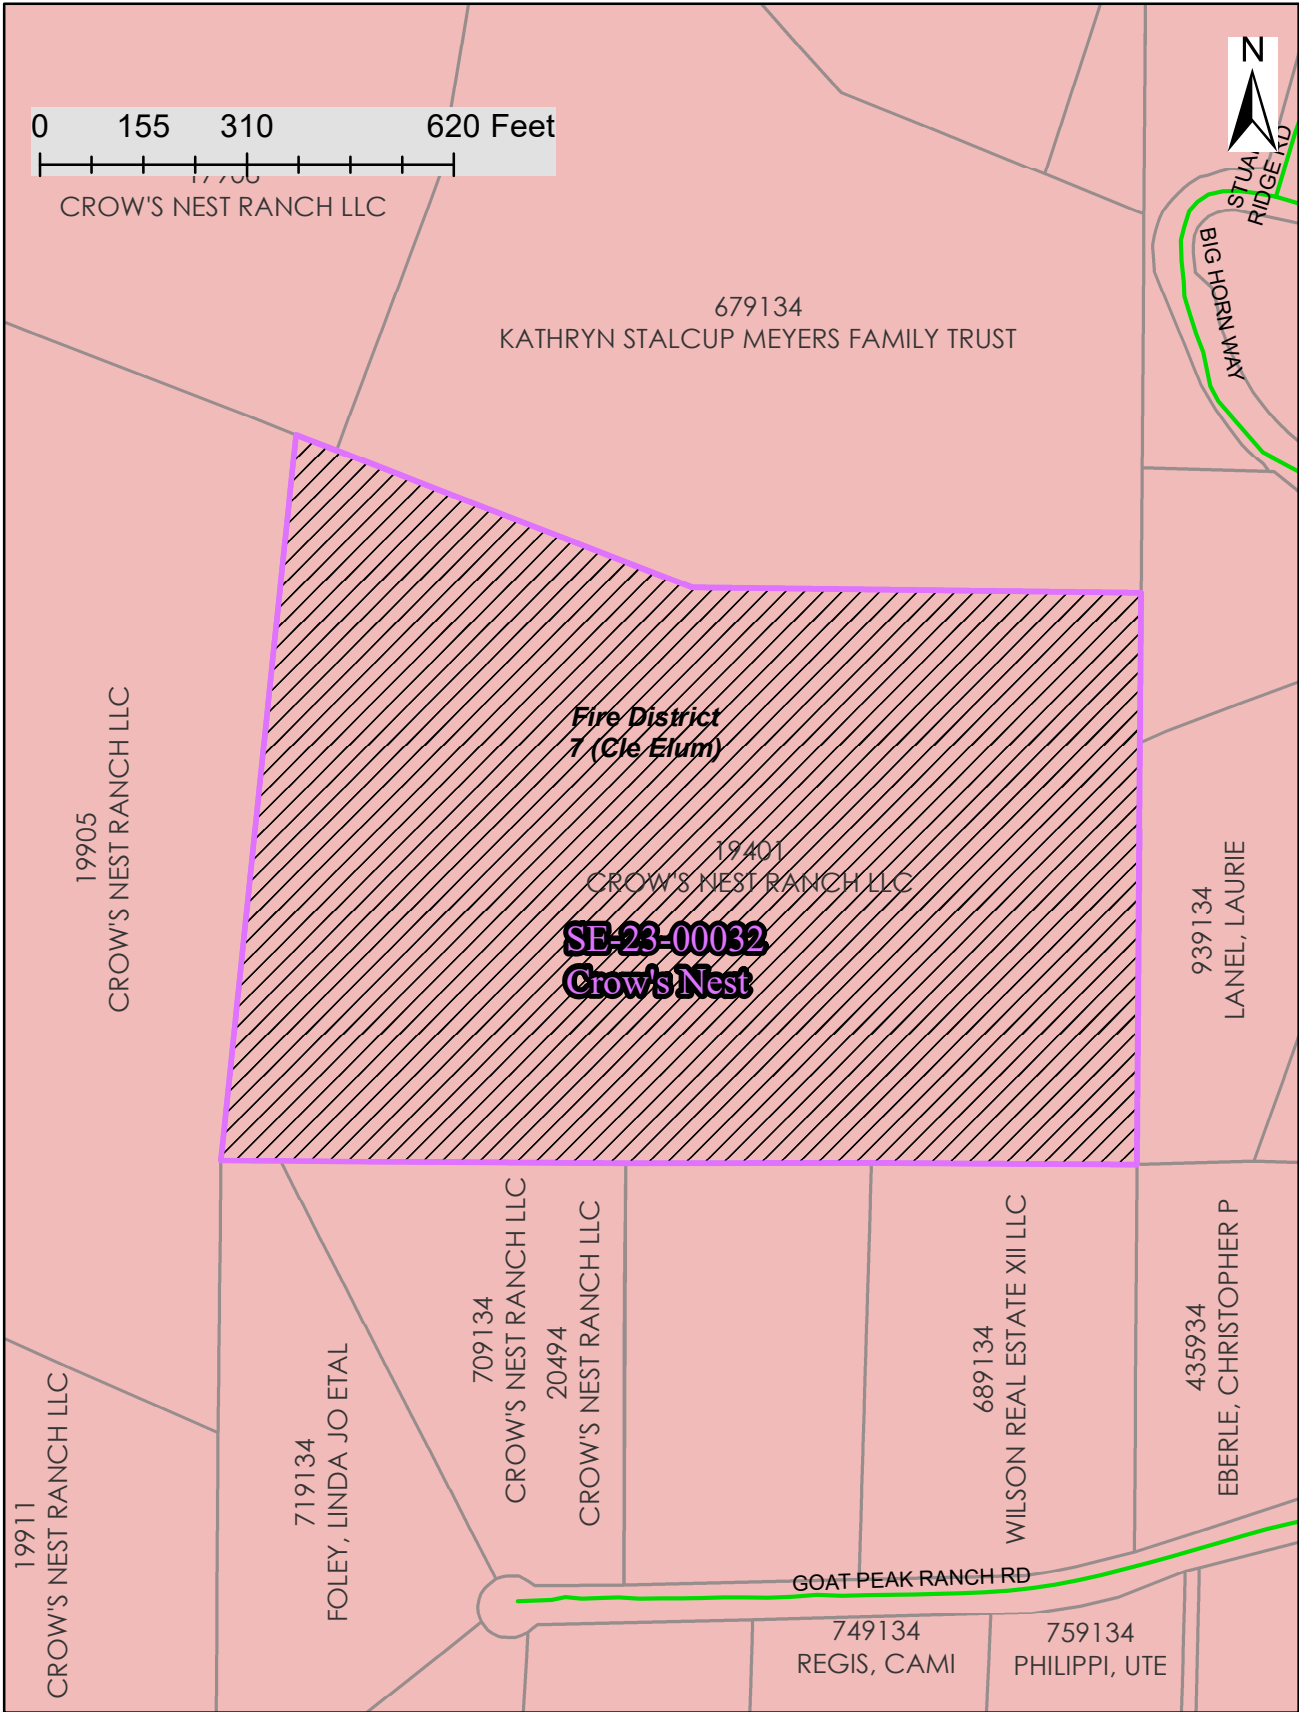 N
0 155 310 620 Feet
CROW'S NEST RANCH LLC
RIDGE RD
BIG HORN WAY
679134
KATHRYN STALCUP MEYERS FAMILY TRUST
Fire District
7 (Cle Elum)
19401
CROW'S NEST RANCH LLC
SE-23-00032
Crow's Nest
19905
CROW'S NEST RANCH LLC
939134
LANEL, LAURIE
19911
CROW'S NEST RANCH LLC
719134
FOLEY, LINDA JO ETAL
709134
CROW'S NEST RANCH LLC
20494
CROW'S NEST RANCH LLC
689134
WILSON REAL ESTATE XII LLC
435934
EBERLE, CHRISTOPHER P
GOAT PEAK RANCH RD
749134
REGIS, CAMI
759134
PHILIPPI, UTE